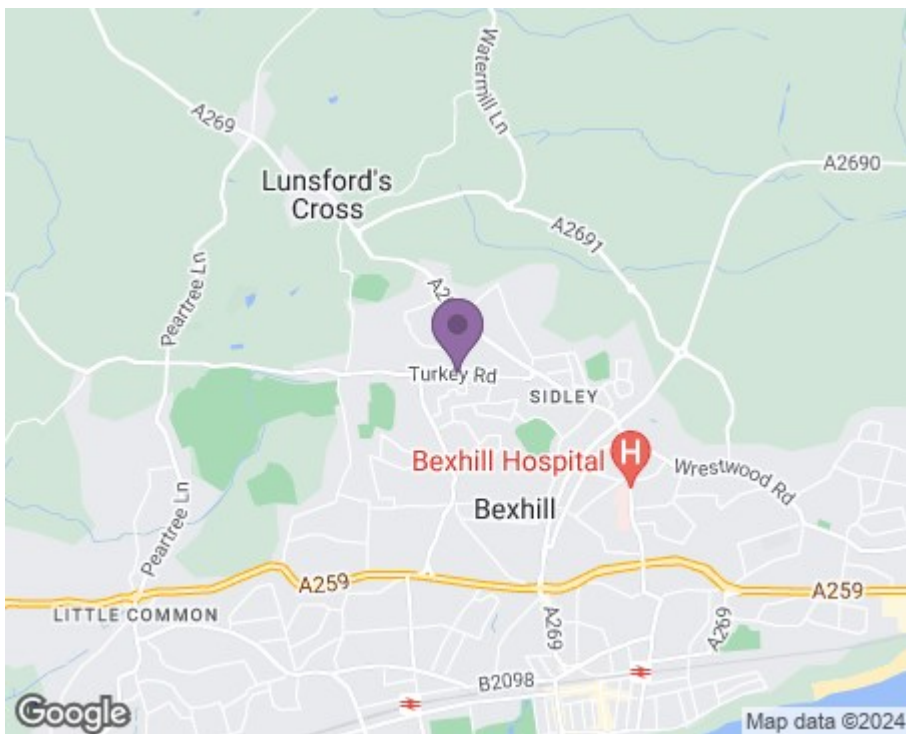 Watermill Ln
A269
A2690
Lunsford's
Cross
A2691
Peartree Ln
A2
Turkey Rd
SIDLEY
H
Bexhill Hospital
Wrestwood Rd
Bexhill
Peartree Ln
A259
A259
LITTLE COMMON
A269
A269
B2098
Google
Map data ©2024